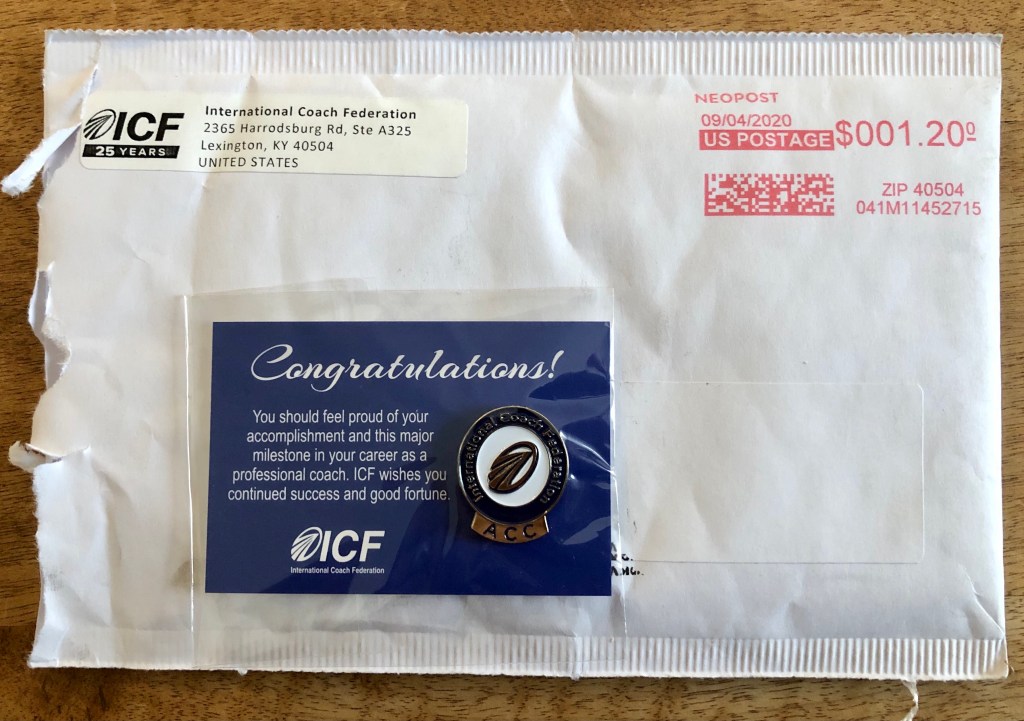 ICF
25 YEARS
International Coach Federation
2365 Harrodsburg Rd, Ste A325
Lexington, KY 40504
UNITED STATES
NEOPOST
09/04/2020
US POSTAGE $001.20⁰
ZIP 40504
041M11452715
Congratulations!
You should feel proud of your
accomplishment and this major
milestone in your career as a
professional coach. ICF wishes you
continued success and good fortune.
ICF
International Coach Federation
International Coach Federation
ACC